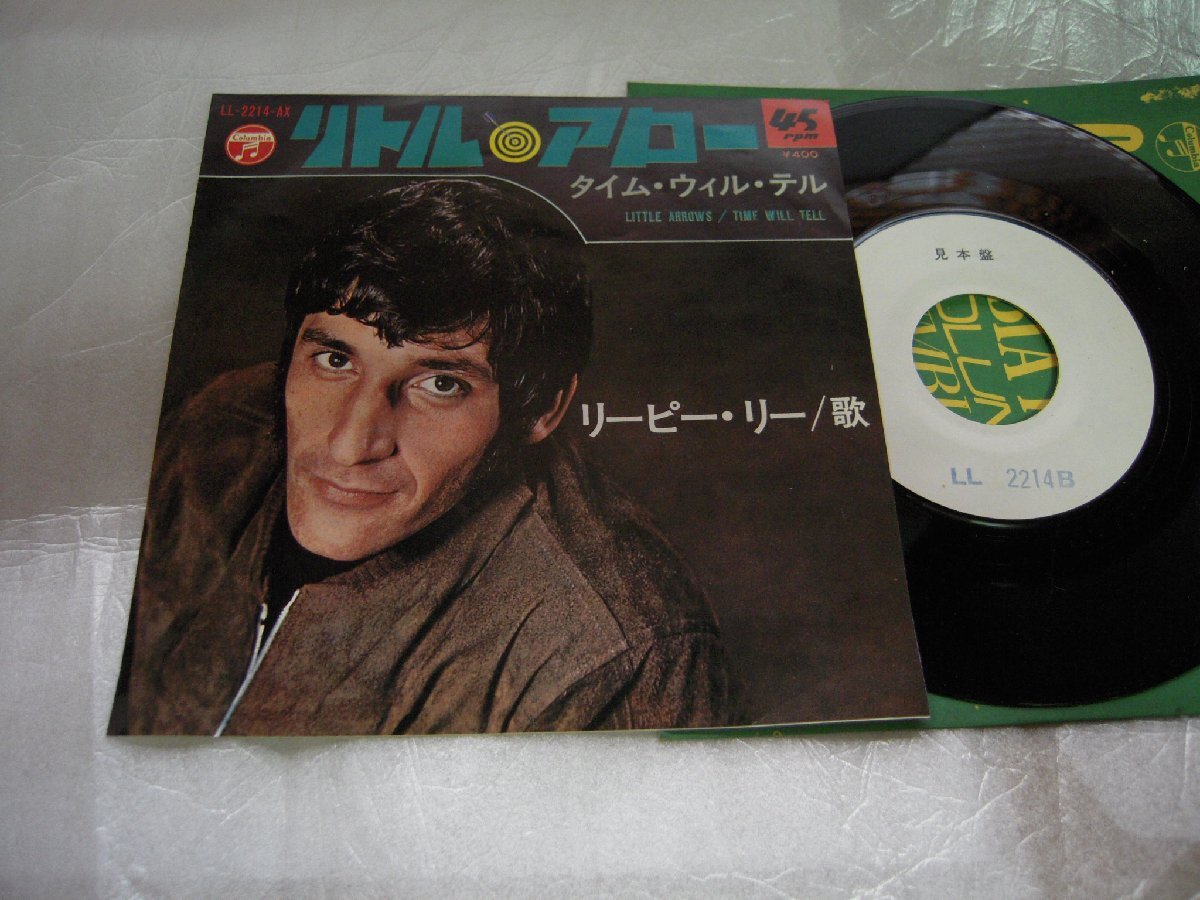 LL-2214-AX
Columbia
リトル・アロー
45
rpm
¥400
タイム・ウィル・テル
LITTLE ARROWS / TIME WILL TELL
リーピー・リー/歌
見本盤
LL 2214B